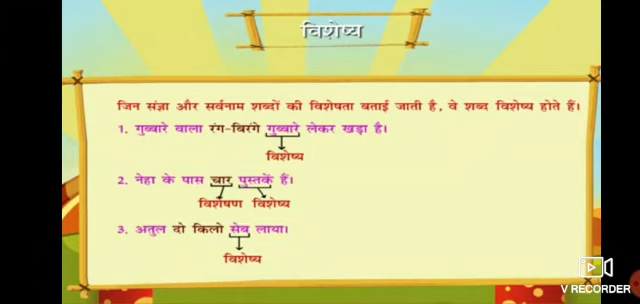 विशेष्य
जिन संज्ञा और सर्वनाम शब्दों की विशेषता बताई जाती है, वे शब्द विशेष्य होते हैं।
1. गुब्बारे वाला रंग-बिरंगे गुब्बारे लेकर खड़ा है।
विशेष्य
2. नेहा के पास चार पुस्तकें हैं।
विशेषण विशेष्य
3. अतुल दो किलो सेब लाया।
विशेष्य
V RECORDER